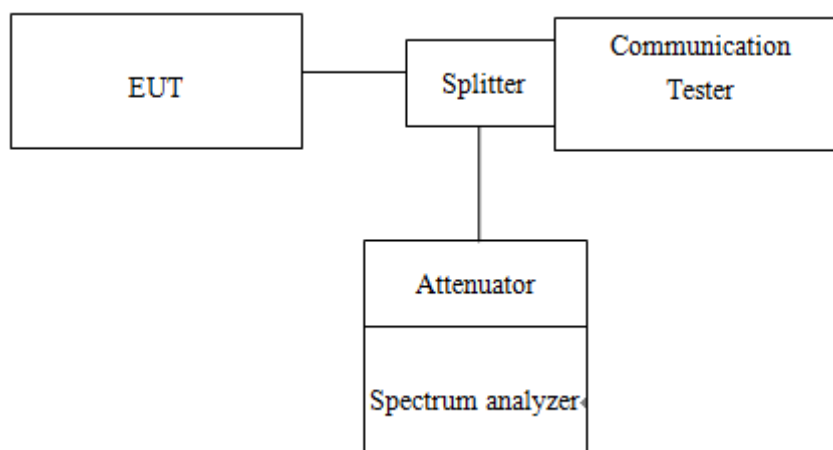 EUT
Splitter
Communication
Tester
Attenuator
Spectrum analyzer